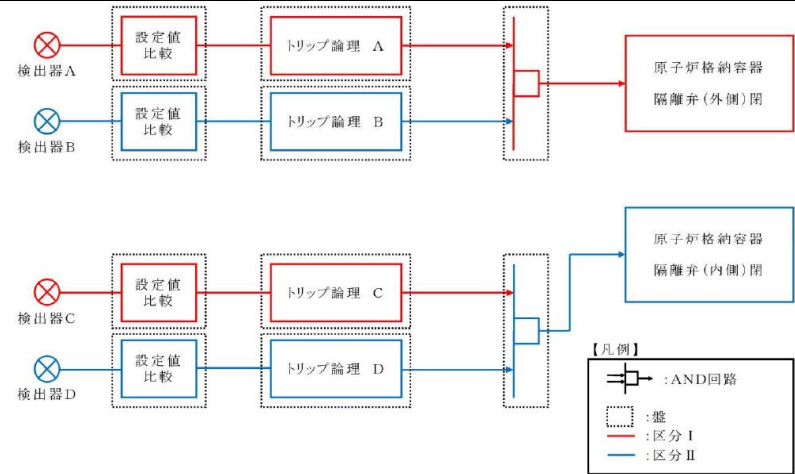 設定値
比較
トリップ論理 A
検出器A
原子炉格納容器
隔離弁(外側)閉
設定値
比較
トリップ論理 B
検出器B
原子炉格納容器
隔離弁(内側)閉
設定値
比較
トリップ論理 C
検出器C
設定値
比較
トリップ論理 D
検出器D
【凡例】
:AND回路
:盤
:区分Ⅰ
:区分Ⅱ